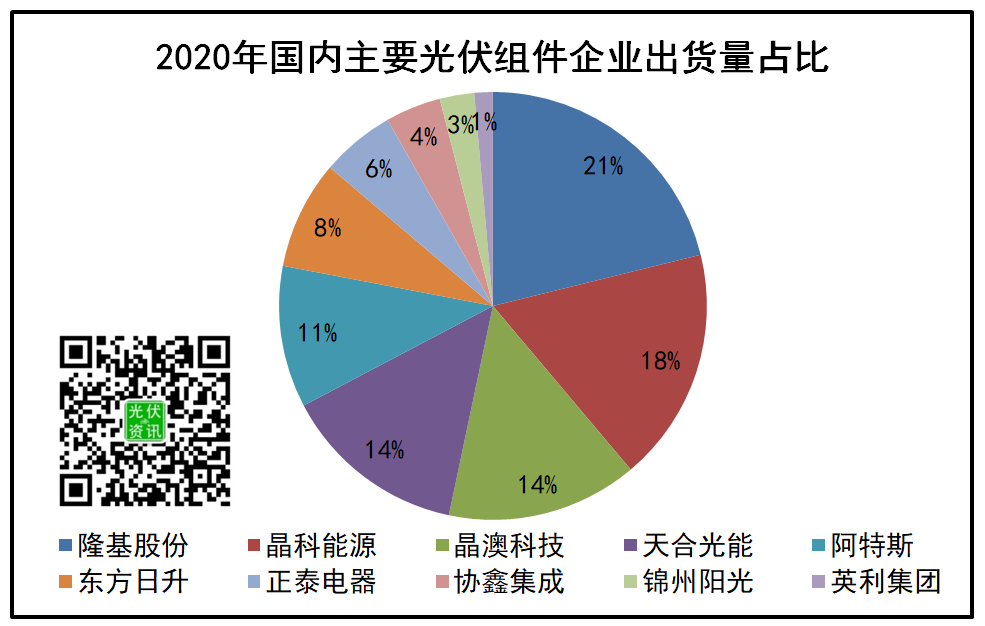 2020年国内主要光伏组件企业出货量占比
1%
3%
4%
21%
6%
8%
11%
18%
14%
14%
光伏
资讯
隆基股份 晶科能源 晶澳科技 天合光能 阿特斯
东方日升 正泰电器 协鑫集成 锦州阳光 英利集团